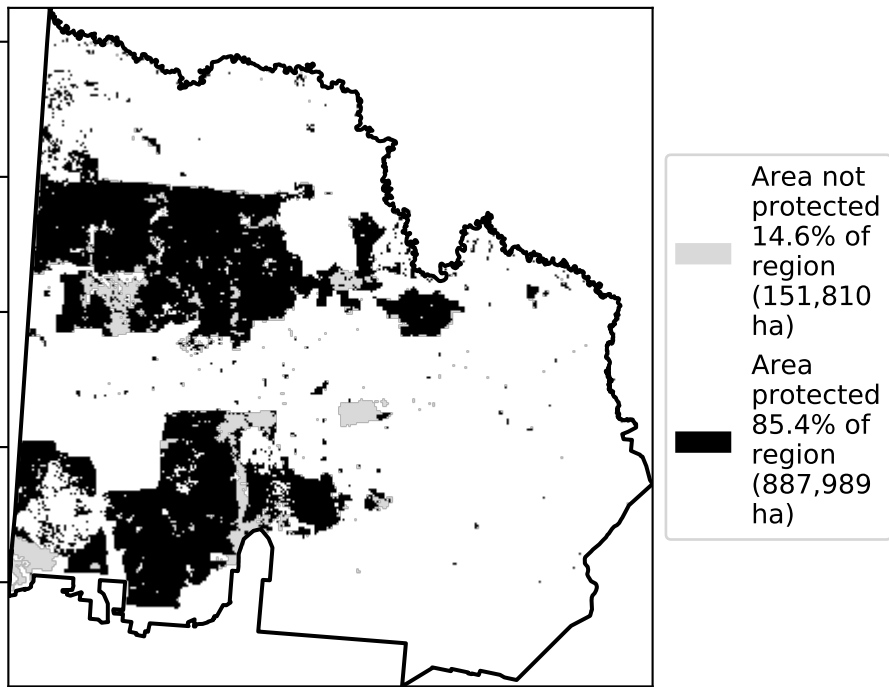 Area not
protected
14.6% of
region
(151,810
ha)
Area
protected
85.4% of
region
(887,989
ha)